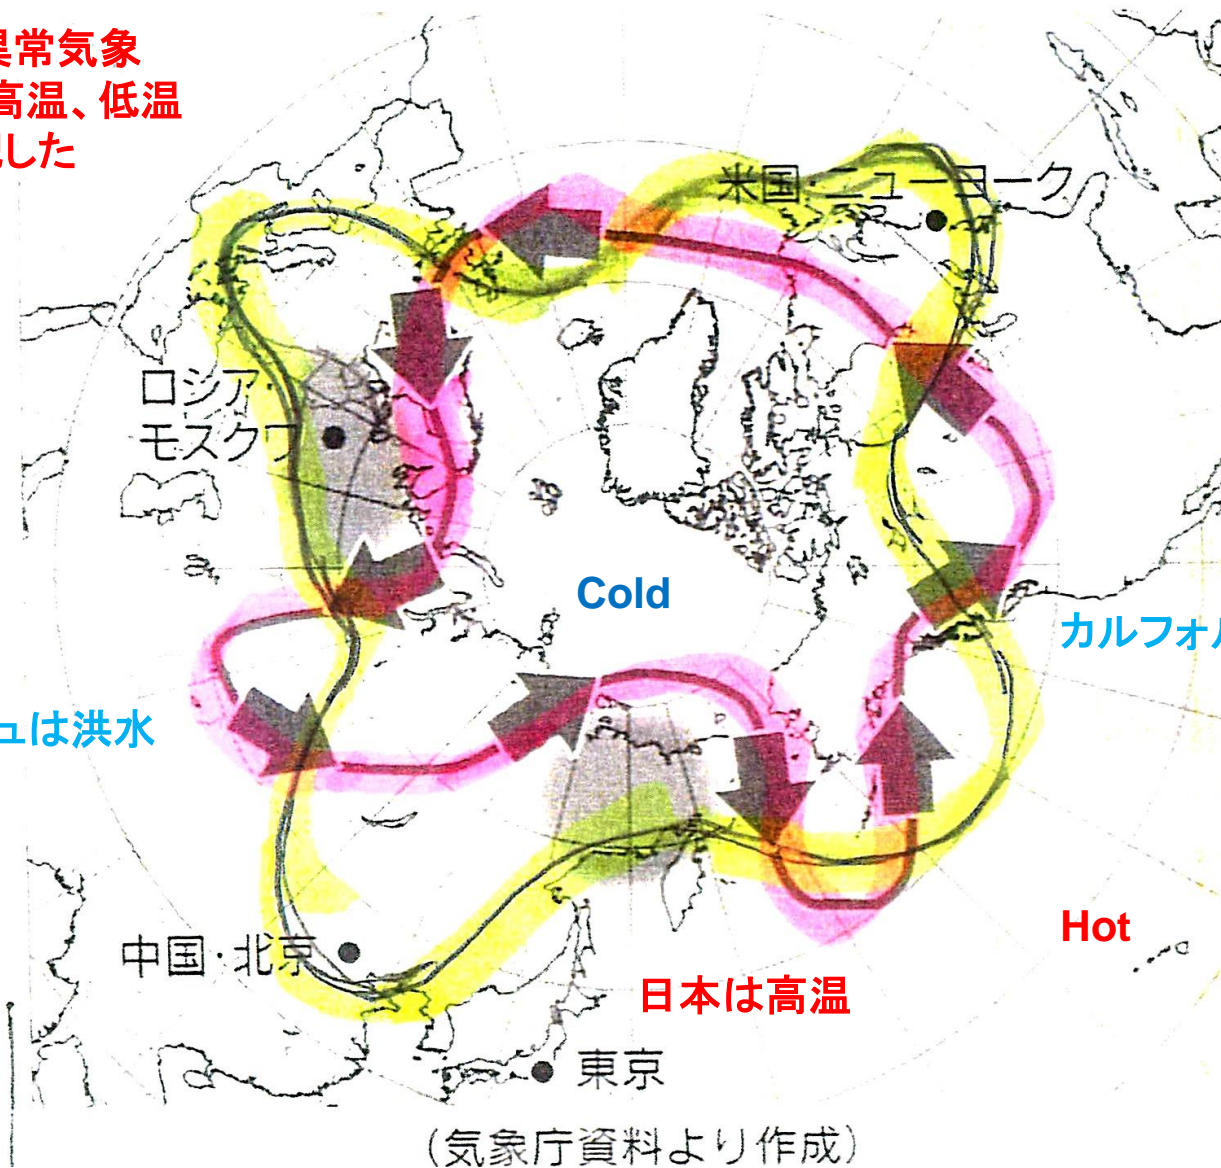 異常気象
高温、低温
した
米国・ニューヨーク
ロシア・
モスクワ
Cold
カルフォル
ュは洪水
Hot
中国・北京
日本は高温
東京
(気象庁資料より作成)